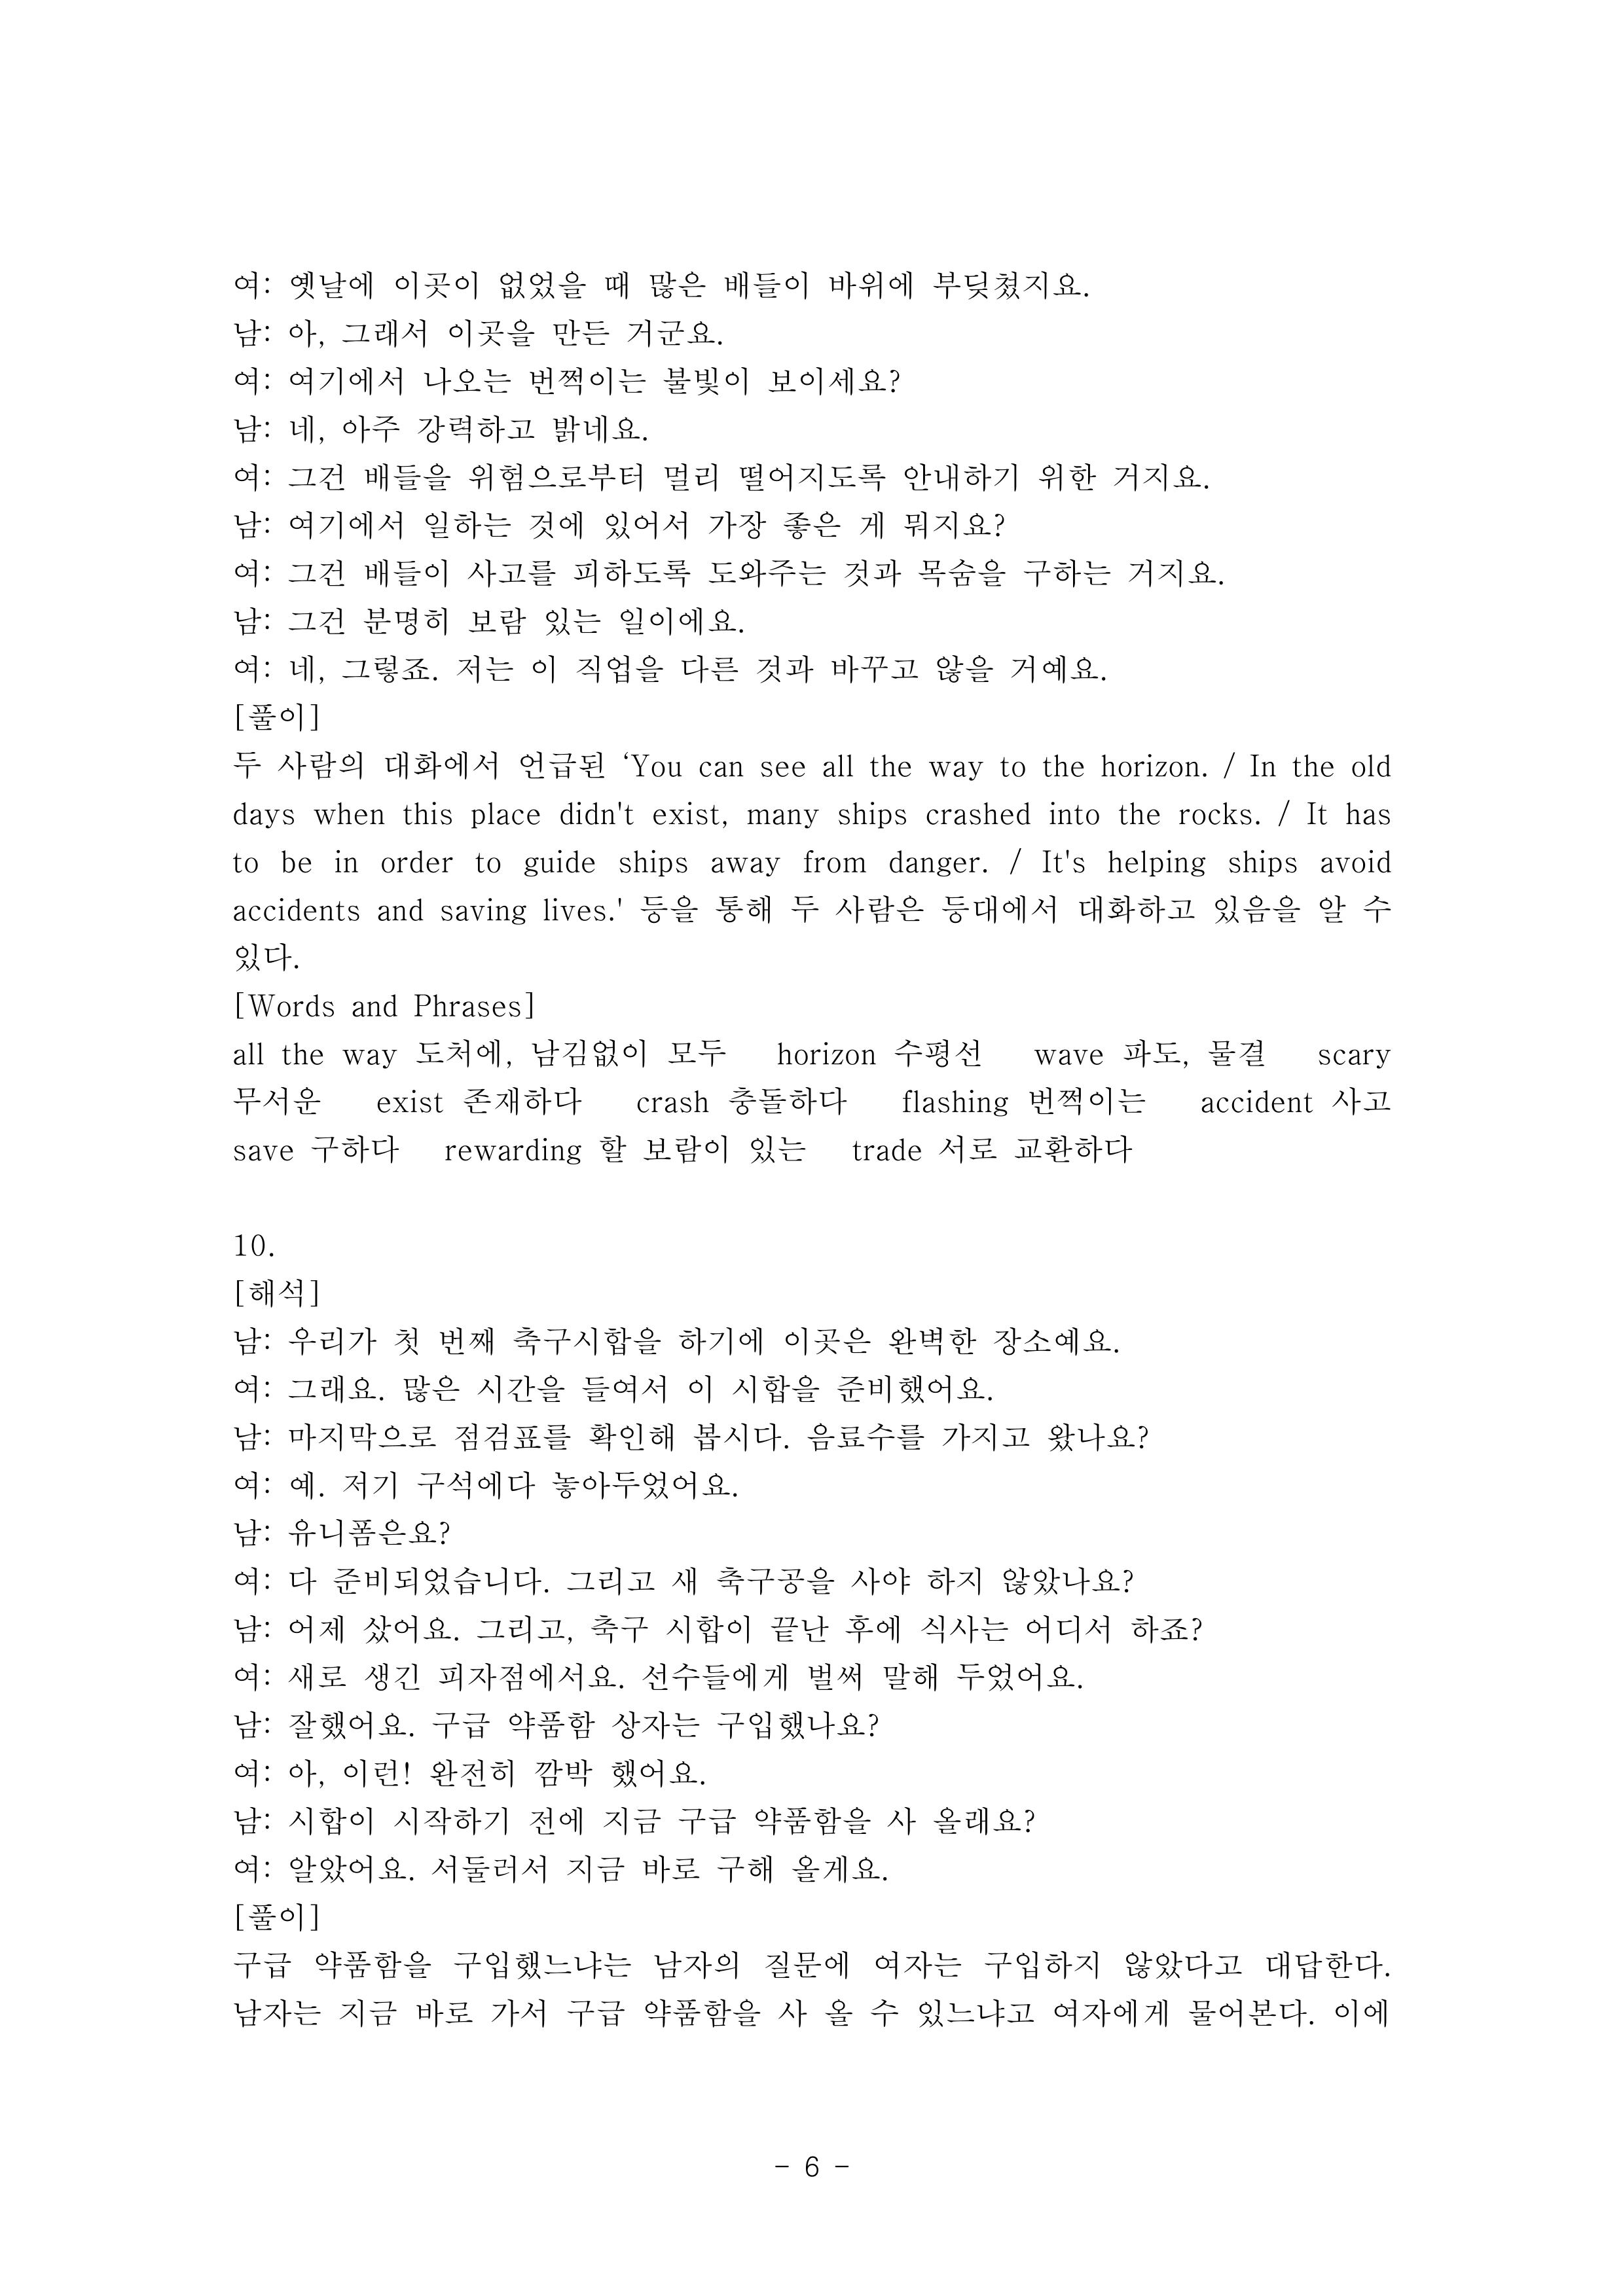 여: 옛날에 이곳이 없었을 때 많은 배들이 바위에 부딪쳤지요.
남: 아, 그래서 이곳을 만든 거군요.
여: 여기에서 나오는 번쩍이는 불빛이 보이세요?
남: 네, 아주 강력하고 밝네요.
여: 그건 배들을 위험으로부터 멀리 떨어지도록 안내하기 위한 거지요.
남: 여기에서 일하는 것에 있어서 가장 좋은 게 뭐지요?
여: 그건 배들이 사고를 피하도록 도와주는 것과 목숨을 구하는 거지요.
남: 그건 분명히 보람 있는 일이에요.
여: 네, 그렇죠. 저는 이 직업을 다른 것과 바꾸고 않을 거예요.
[풀이]
두 사람의 대화에서 언급된 ‘You can see all the way to the horizon. / In the old
days when this place didn't exist, many ships crashed into the rocks. / It has
to be in order to guide ships away from danger. / It's helping ships avoid
accidents and saving lives.' 등을 통해 두 사람은 등대에서 대화하고 있음을 알 수
있다.
[Words and Phrases]
all the way 도처에, 남김없이 모두 horizon 수평선 wave 파도, 물결 scary
무서운 exist 존재하다 crash 충돌하다 flashing 번쩍이는 accident 사고
save 구하다 rewarding 할 보람이 있는 trade 서로 교환하다
10.
[해석]
남: 우리가 첫 번째 축구시합을 하기에 이곳은 완벽한 장소예요.
여: 그래요. 많은 시간을 들여서 이 시합을 준비했어요.
남: 마지막으로 점검표를 확인해 봅시다. 음료수를 가지고 왔나요?
여: 예. 저기 구석에다 놓아두었어요.
남: 유니폼은요?
여: 다 준비되었습니다. 그리고 새 축구공을 사야 하지 않았나요?
남: 어제 샀어요. 그리고, 축구 시합이 끝난 후에 식사는 어디서 하죠?
여: 새로 생긴 피자점에서요. 선수들에게 벌써 말해 두었어요.
남: 잘했어요. 구급 약품함 상자는 구입했나요?
여: 아, 이런! 완전히 깜박 했어요.
남: 시합이 시작하기 전에 지금 구급 약품함을 사 올래요?
여: 알았어요. 서둘러서 지금 바로 구해 올게요.
[풀이]
구급 약품함을 구입했느냐는 남자의 질문에 여자는 구입하지 않았다고 대답한다.
남자는 지금 바로 가서 구급 약품함을 사 올 수 있느냐고 여자에게 물어본다. 이에
- 6 -